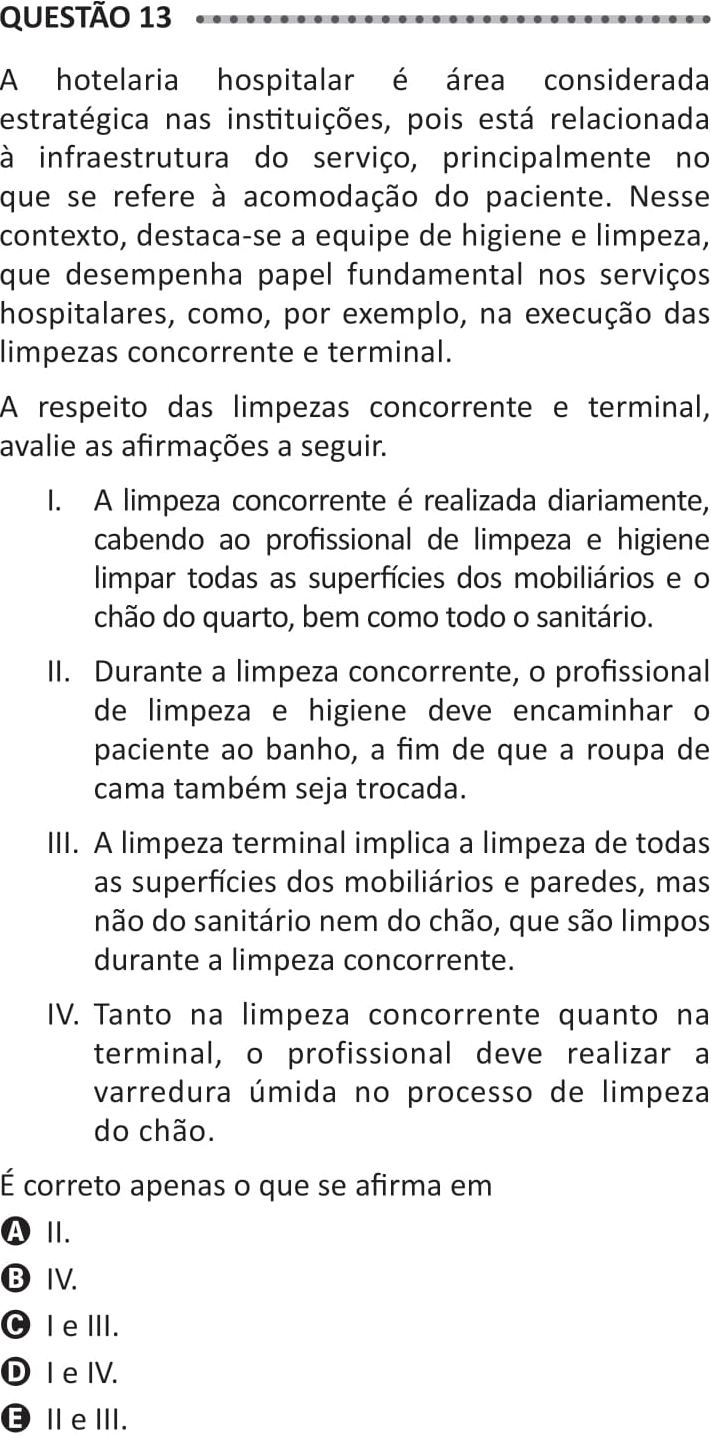 QUESTÃO 13
A hotelaria hospitalar é área considerada
estratégica nas instituições, pois está relacionada
à infraestrutura do serviço, principalmente no
que se refere à acomodação do paciente. Nesse
contexto, destaca-se a equipe de higiene e limpeza,
que desempenha papel fundamental nos serviços
hospitalares, como, por exemplo, na execução das
limpezas concorrente e terminal.
A respeito das limpezas concorrente e terminal,
avalie as afirmações a seguir.
I. A limpeza concorrente é realizada diariamente,
cabendo ao profissional de limpeza e higiene
limpar todas as superfícies dos mobiliários e o
chão do quarto, bem como todo o sanitário.
II. Durante a limpeza concorrente, o profissional
de limpeza e higiene deve encaminhar o
paciente ao banho, a fim de que a roupa de
cama também seja trocada.
III. A limpeza terminal implica a limpeza de todas
as superfícies dos mobiliários e paredes, mas
não do sanitário nem do chão, que são limpos
durante a limpeza concorrente.
IV. Tanto na limpeza concorrente quanto na
terminal, o profissional deve realizar a
varredura úmida no processo de limpeza
do chão.
É correto apenas o que se afirma em
A II.
B IV.
C I e III.
D I e IV.
E II e III.